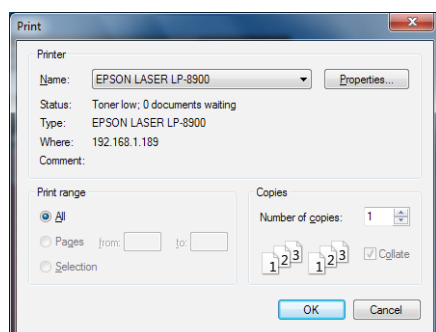 Print
Printer
Name: EPSON LASER LP-8900 Properties...
Status: Toner low; 0 documents waiting
Type: EPSON LASER LP-8900
Where: 192.168.1.189
Comment:
Print range
All
Pages from: to:
Selection
Copies
Number of copies: 1
1 2 3 1 2 3 Collate
OK Cancel